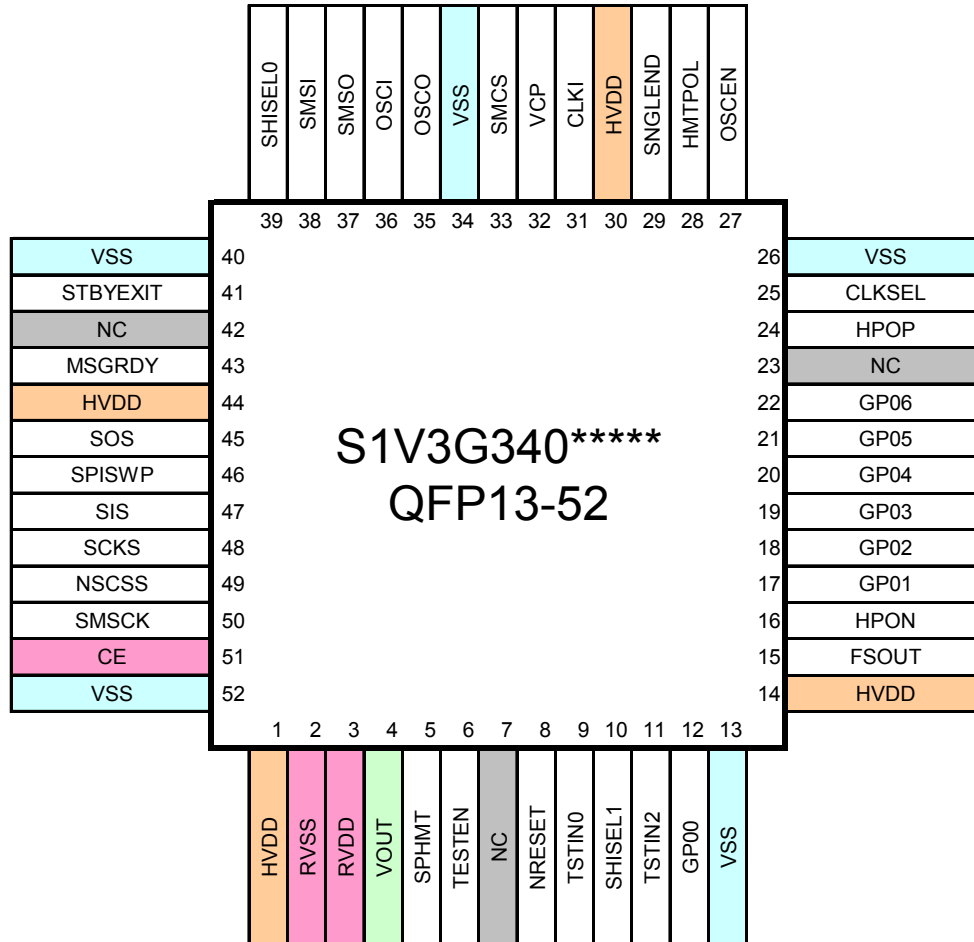 SHISEL0 SMSI SMSO OSCI OSCO VSS SMCS VCP CLKI HVDD SNGLEND HMTPOL OSCEN
39 38 37 36 35 34 33 32 31 30 29 28 27
VSS 40
STBYEXIT 41
NC 42
MSGRDY 43
HVDD 44
SOS 45
SPISWP 46
SIS 47
SCKS 48
NSCSS 49
SMSCK 50
CE 51
VSS 52
S1V3G340*****
QFP13-52
26 VSS
25 CLKSEL
24 HPOP
23 NC
22 GP06
21 GP05
20 GP04
19 GP03
18 GP02
17 GP01
16 HPON
15 FSOUT
14 HVDD
1 2 3 4 5 6 7 8 9 10 11 12 13
HVDD RVSS RVDD VOUT SPHMT TESTEN NC NRESET TSTIN0 SHISEL1 TSTIN2 GP00 VSS